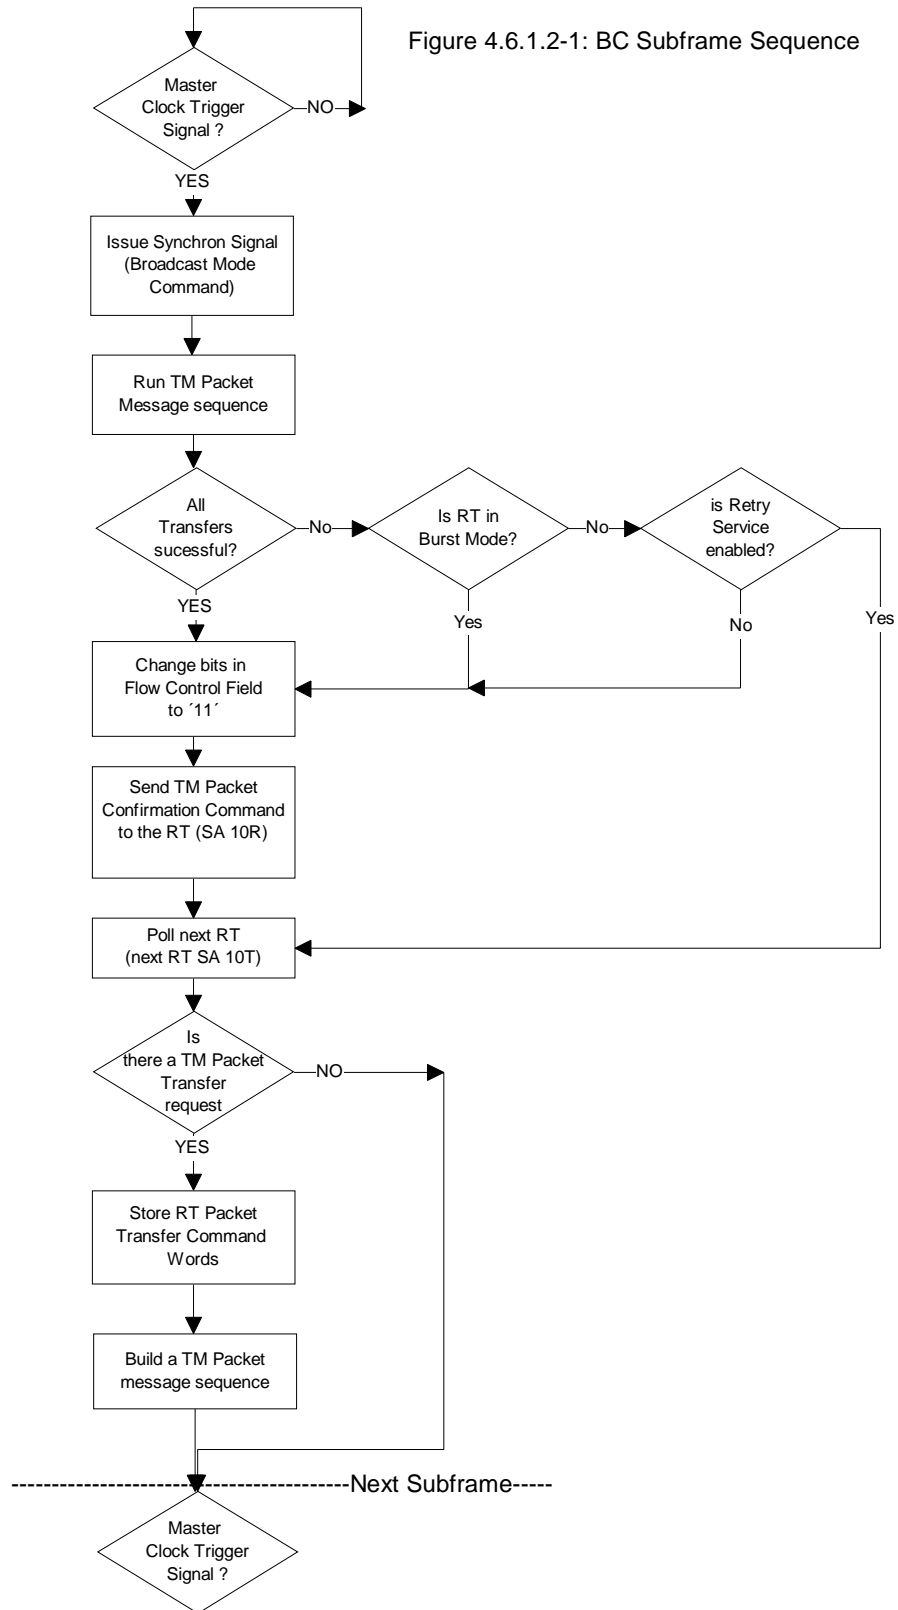 Figure 4.6.1.2-1: BC Subframe Sequence
Master
Clock Trigger
Signal ?
NO
YES
Issue Synchron Signal
(Broadcast Mode
Command)
Run TM Packet
Message sequence
All
Transfers
sucessful?
No
Is RT in
Burst Mode?
No
is Retry
Service
enabled?
YES
Yes
No
Yes
Change bits in
Flow Control Field
to ´11´
Send TM Packet
Confirmation Command
to the RT (SA 10R)
Poll next RT
(next RT SA 10T)
Is
there a TM Packet
Transfer
request
NO
YES
Store RT Packet
Transfer Command
Words
Build a TM Packet
message sequence
Next Subframe
Master
Clock Trigger
Signal ?